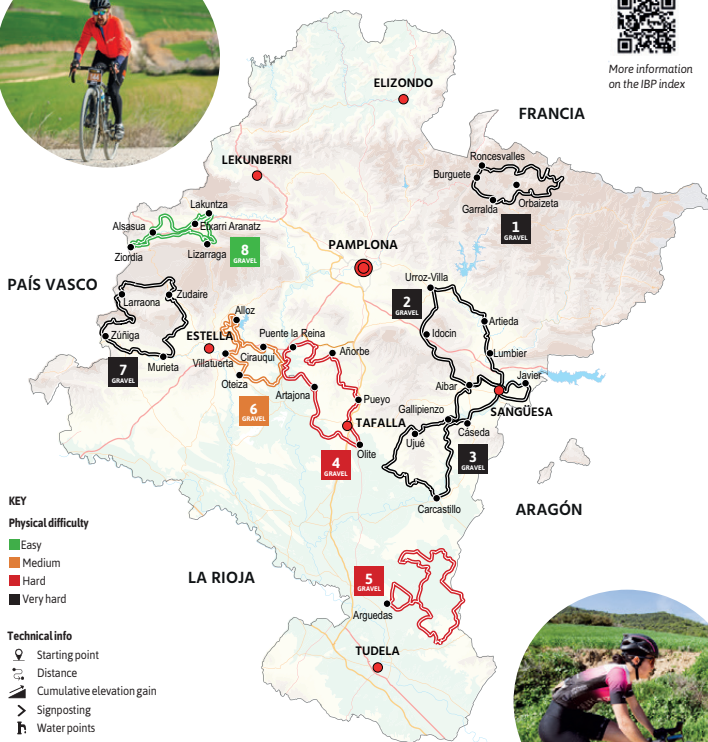 More information
on the IBP index
ELIZONDO
FRANCIA
Roncesvalles
LEKUNBERRI
Burguete
Orbaizeta
Garralda
1
GRAVEL
Lakuntza
Etxarri Aranatz
Alsasua
Ziordia
Lizarraga
8
GRAVEL
PAMPLONA
PAÍS VASCO
Urroz-Villa
2
GRAVEL
Larraona
Zudaire
Alloz
Artieda
Zúñiga
ESTELLA
Puente la Reina
Idocin
Añorbe
Lumbier
Villatuerta
Cirauqui
Murieta
7
GRAVEL
Oteiza
Javier
Aibar
Artajona
Pueyo
6
GRAVEL
Gallipienzo
SANGÜESA
TAFALLA
Cáseda
Ujué
4
GRAVEL
Olite
3
GRAVEL
Carcastillo
ARAGÓN
KEY
Physical difficulty
Easy
Medium
Hard
Very hard
LA RIOJA
5
GRAVEL
Arguedas
TUDELA
Technical info
Starting point
Distance
Cumulative elevation gain
Signposting
Water points